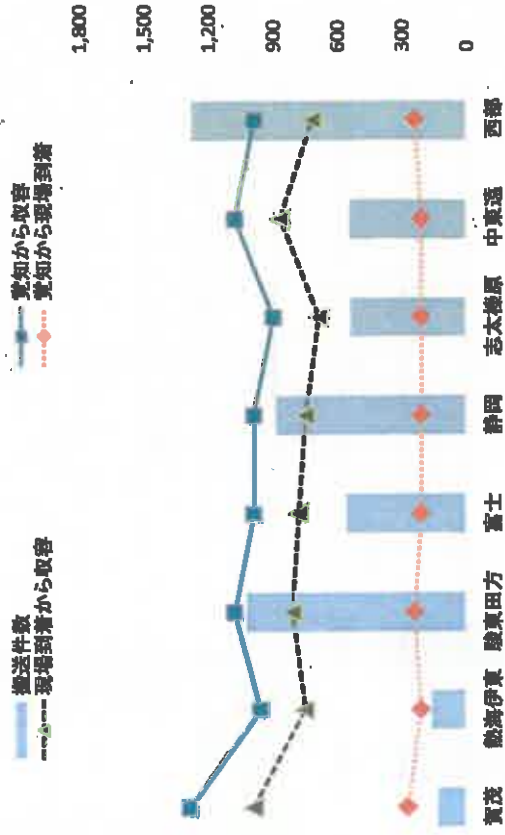 搬送件数
覚知から収容
現場到着から収容
覚知から現場到着
1,800
1,500
1,200
900
600
300
0
賀茂
熱海伊東
駿東田方
富士
静岡
志太榛原
中東遠
西部